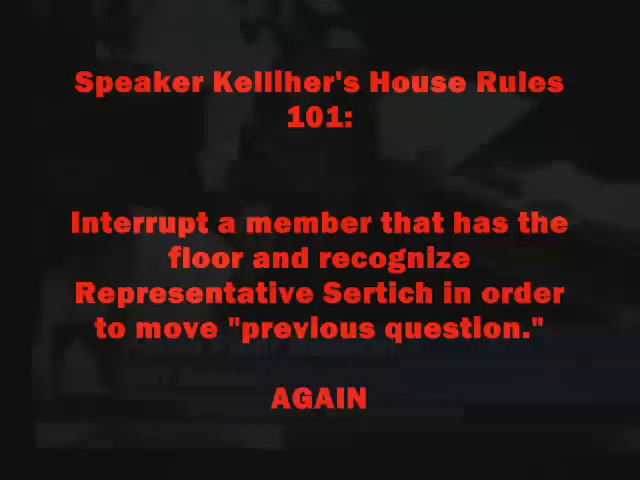 Speaker Kelliher's House Rules
101:
Interrupt a member that has the
floor and recognize
Representative Sertich in order
to move "previous question."
AGAIN